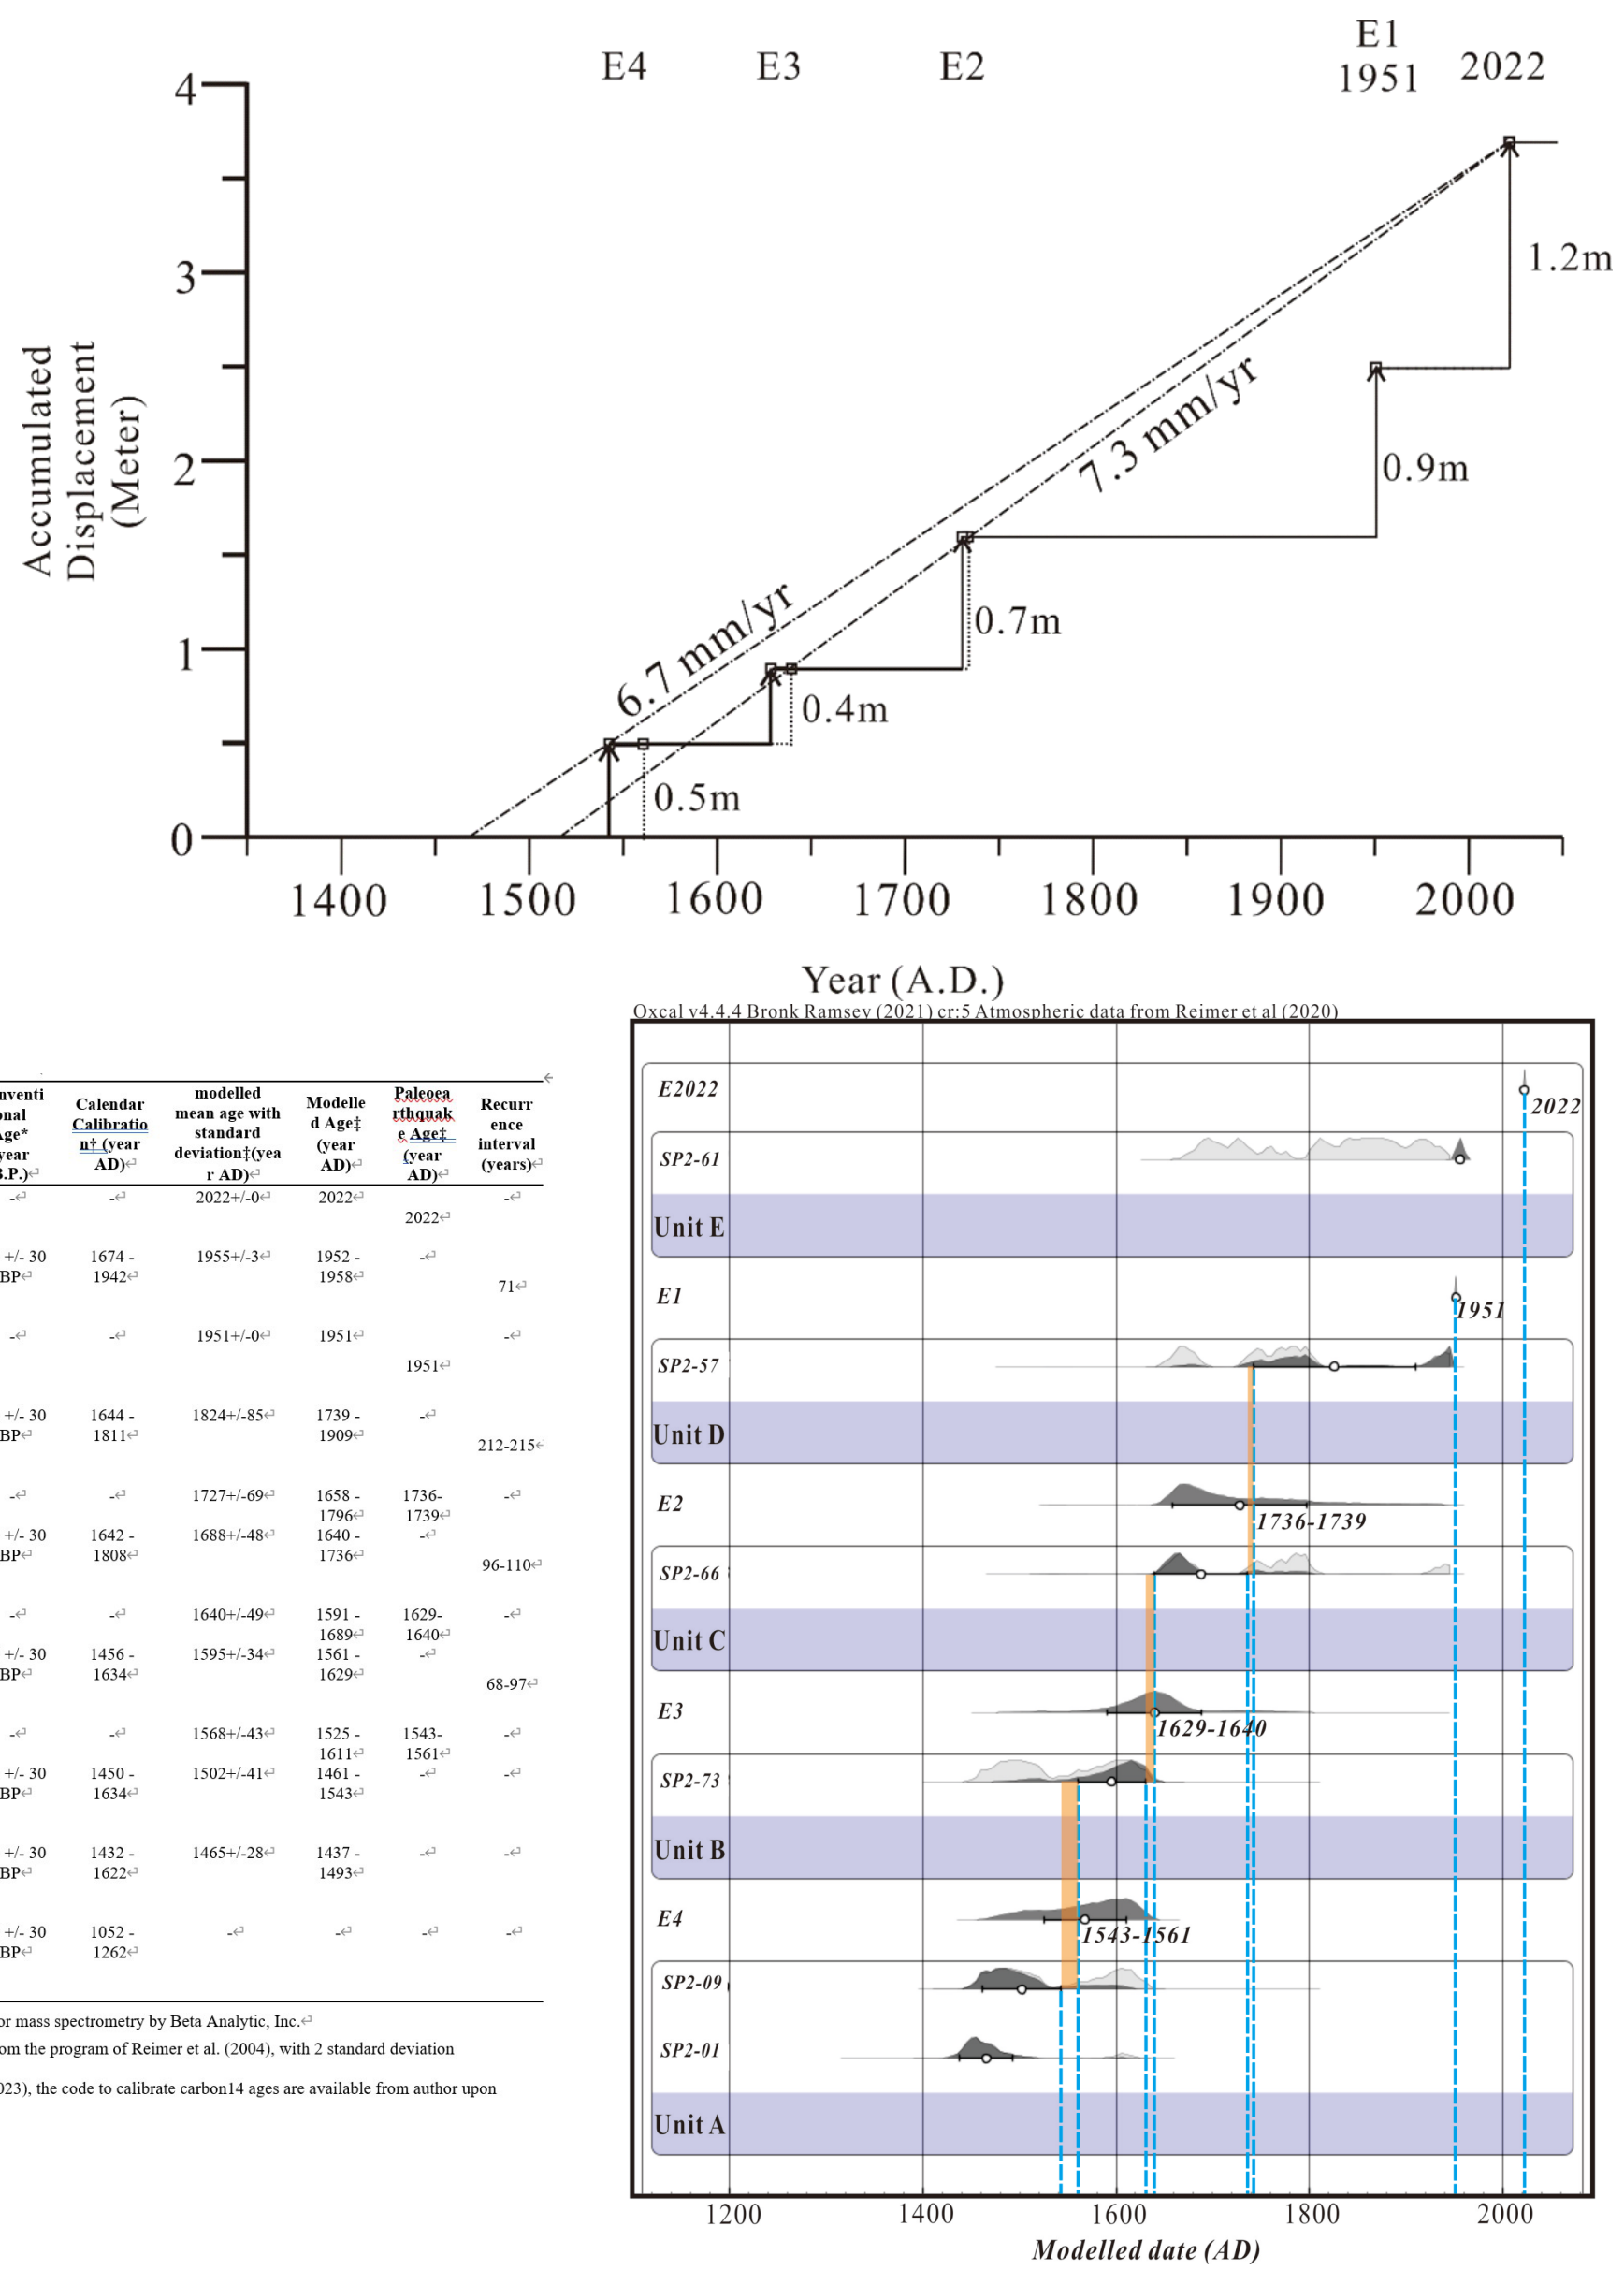 E4 E3 E2 E1 2022
1951
4
3
2
1
0
Accumulated
Displacement
(Meter)
1.2m
0.9m
0.7m
0.4m
0.5m
6.7 mm/yr
7.3 mm/yr
1400 1500 1600 1700 1800 1900 2000
Year (A.D.)
nventi
onal
Age*
year
B.P.)
Calendar
Calibratio
n† (year
AD)
modelled
mean age with
standard
deviation‡(yea
r AD)
Modelle
d Age‡
(year
AD)
Paleoea
rthquak
e Age‡
(year
AD)
Recurr
ence
interval
(years)
- - 2022+/-0 2022 -
2022
+/- 30 1674 - 1955+/-3 1952 - -
BP 1942 1958
71
- - 1951+/-0 1951 -
1951
+/- 30 1644 - 1824+/-85 1739 - -
BP 1811 1909
212-215
- - 1727+/-69 1658 - 1736- -
1796 1739
+/- 30 1642 - 1688+/-48 1640 - -
BP 1808 1736
96-110
- - 1640+/-49 1591 - 1629- -
1689 1640
+/- 30 1456 - 1595+/-34 1561 - -
BP 1634 1629
68-97
- - 1568+/-43 1525 - 1543- -
1611 1561
+/- 30 1450 - 1502+/-41 1461 - - -
BP 1634 1543
+/- 30 1432 - 1465+/-28 1437 - - -
BP 1622 1493
+/- 30 1052 - - - - -
BP 1262
or mass spectrometry by Beta Analytic, Inc.
om the program of Reimer et al. (2004), with 2 standard deviation
023), the code to calibrate carbon14 ages are available from author upon
Oxcal v4.4.4 Bronk Ramsey (2021) cr:5 Atmospheric data from Reimer et al (2020)
E2022
2022
SP2-61
Unit E
E1
1951
SP2-57
Unit D
E2
1736-1739
SP2-66
Unit C
E3
1629-1640
SP2-73
Unit B
E4
1543-1561
SP2-09
SP2-01
Unit A
1200 1400 1600 1800 2000
Modelled date (AD)